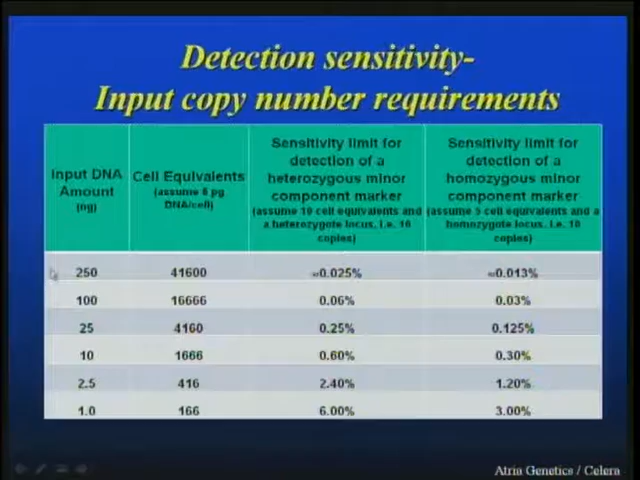 Detection sensitivity-
Input copy number requirements
Input DNA
Amount
(ng)
Cell Equivalents
(assume 6 pg
DNA/cell)
Sensitivity limit for
detection of a
heterozygous minor
component marker
(assume 10 cell equivalents and
a heterozygote locus, i.e. 10
copies)
Sensitivity limit for
detection of a
homozygous minor
component marker
(assume 5 cell equivalents and a
homozygote locus, i.e. 10
copies)
250 41600 ~0.025% ~0.013%
100 16666 0.06% 0.03%
25 4160 0.25% 0.125%
10 1666 0.60% 0.30%
2.5 416 2.40% 1.20%
1.0 166 6.00% 3.00%
Atria Genetics / Celera